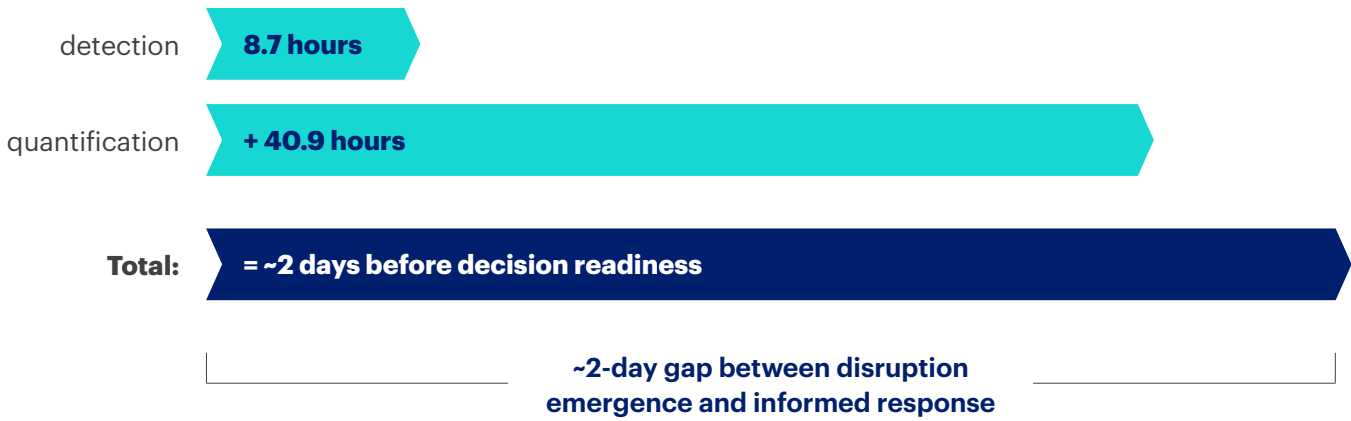 detection
8.7 hours
quantification
+ 40.9 hours
Total:
= ~2 days before decision readiness
~2-day gap between disruption
emergence and informed response